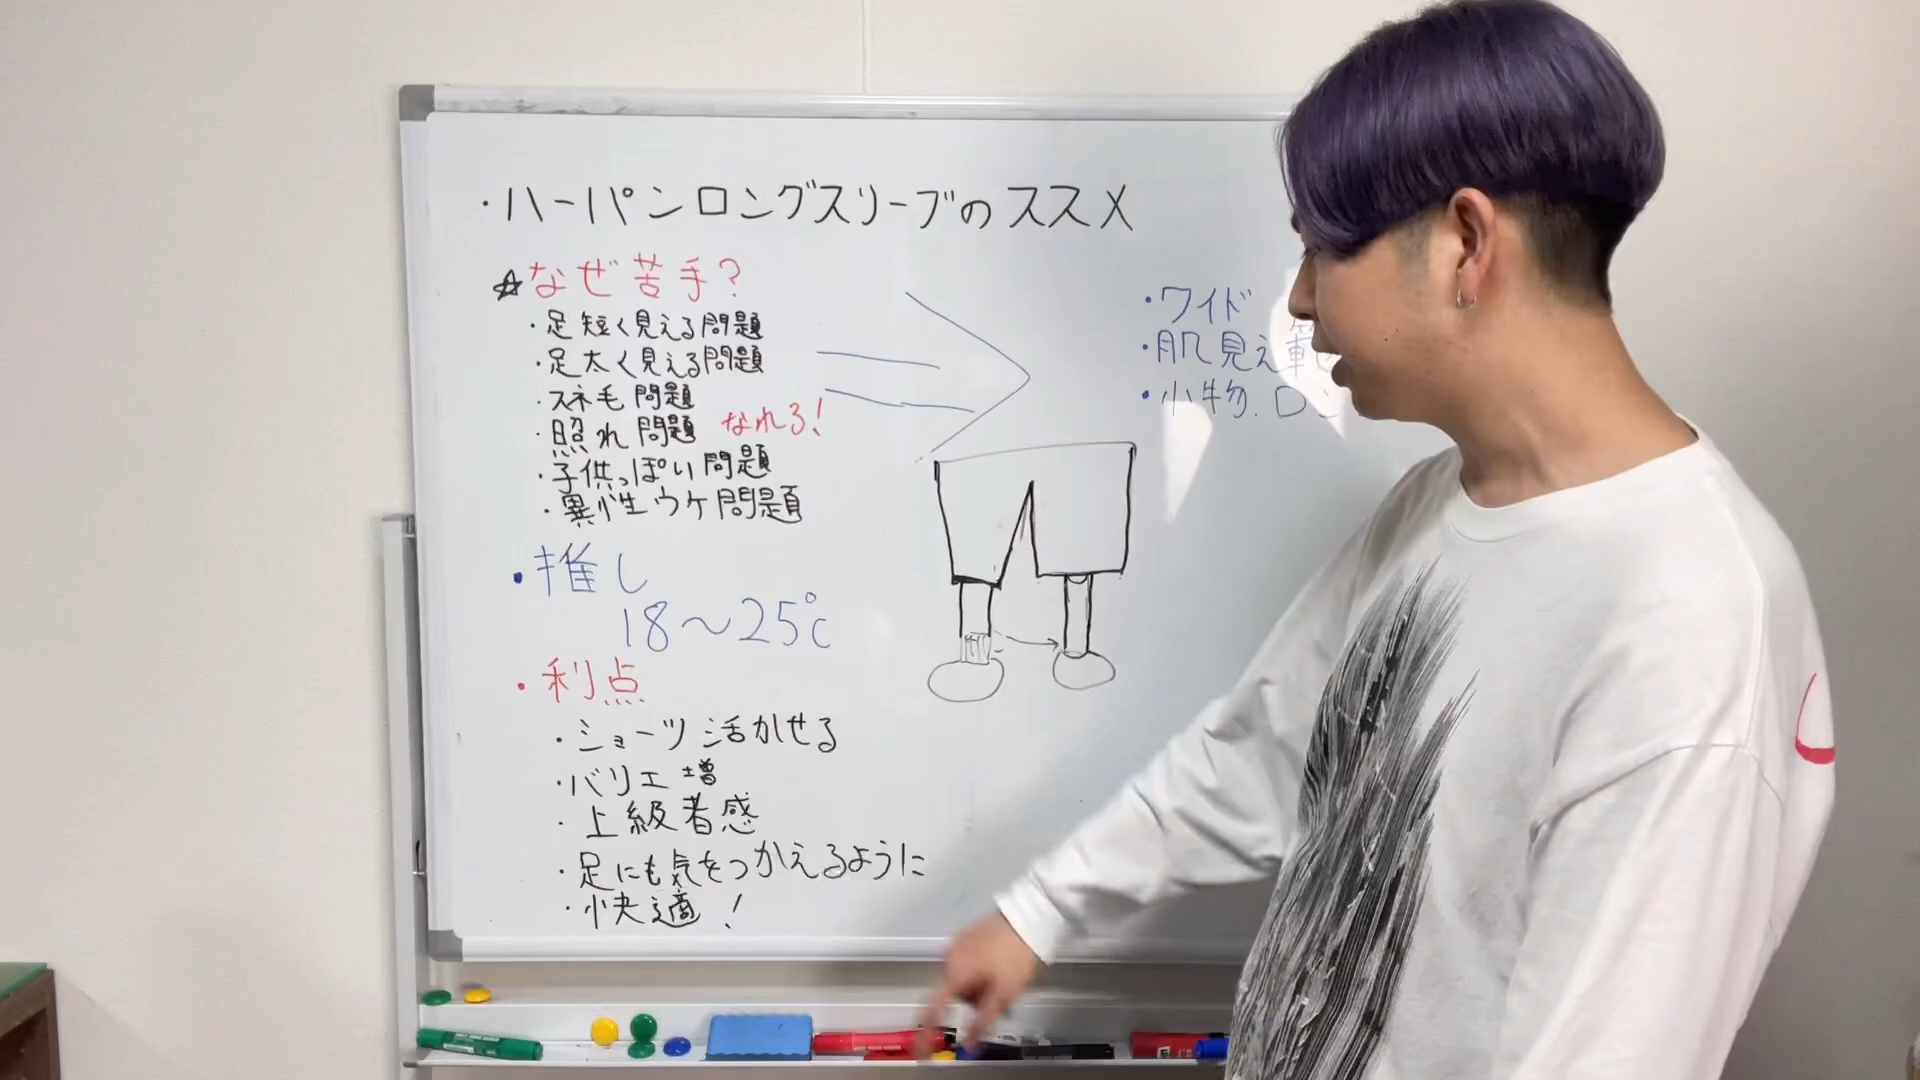 ・ハーパンロングスリーブのススメ
☆なぜ苦手?
・足短く見える問題
・足太く見える問題
・スネ毛問題
・照れ問題 なれろ!
・子供っぽい問題
・異性ウケ問題
・推し
18〜25℃
・利点
・ショーツ活かせる
・バリエ増
・上級者感
・足にも気をつかえるように
・快適!
・ワイド
・肌見え
・小物.ロン